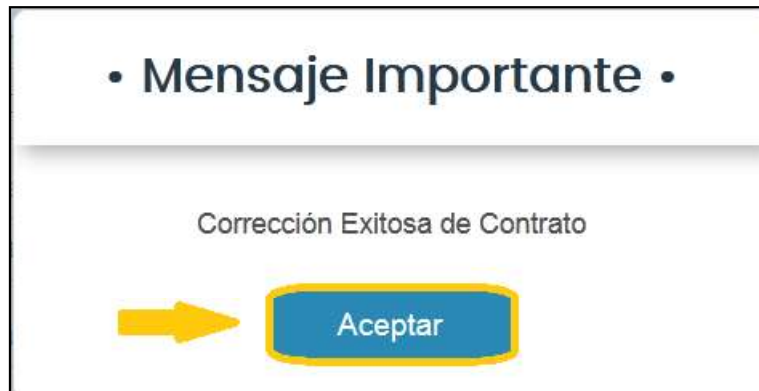 • Mensaje Importante •
Corrección Exitosa de Contrato
Aceptar